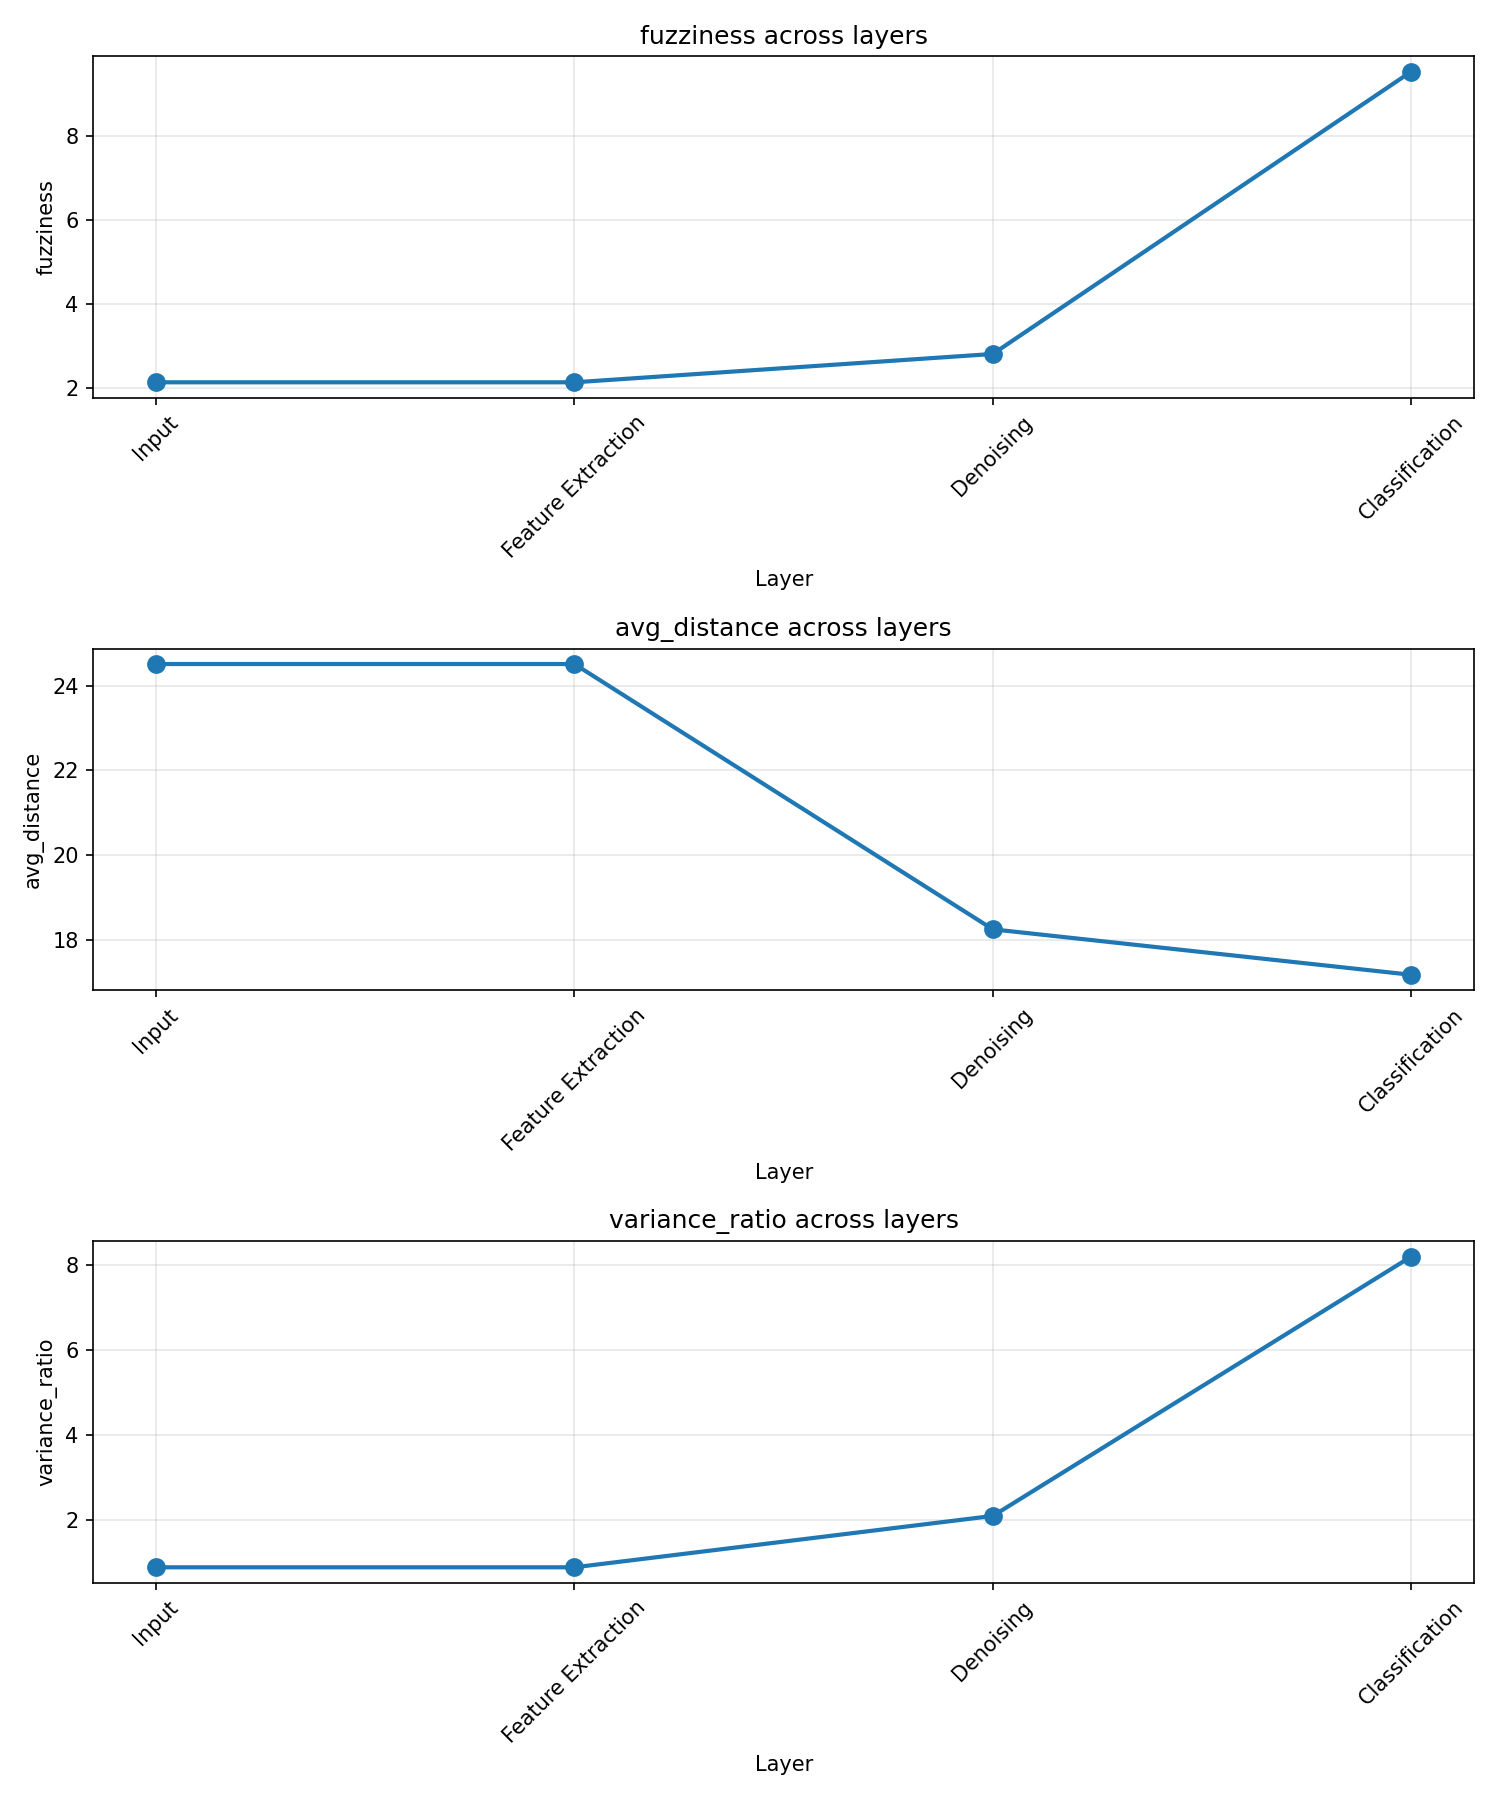 fuzziness across layers
fuzziness
8
6
4
2
Input
Feature Extraction
Denoising
Classification
Layer
avg_distance across layers
avg_distance
24
22
20
18
Input
Feature Extraction
Denoising
Classification
Layer
variance_ratio across layers
variance_ratio
8
6
4
2
Input
Feature Extraction
Denoising
Classification
Layer